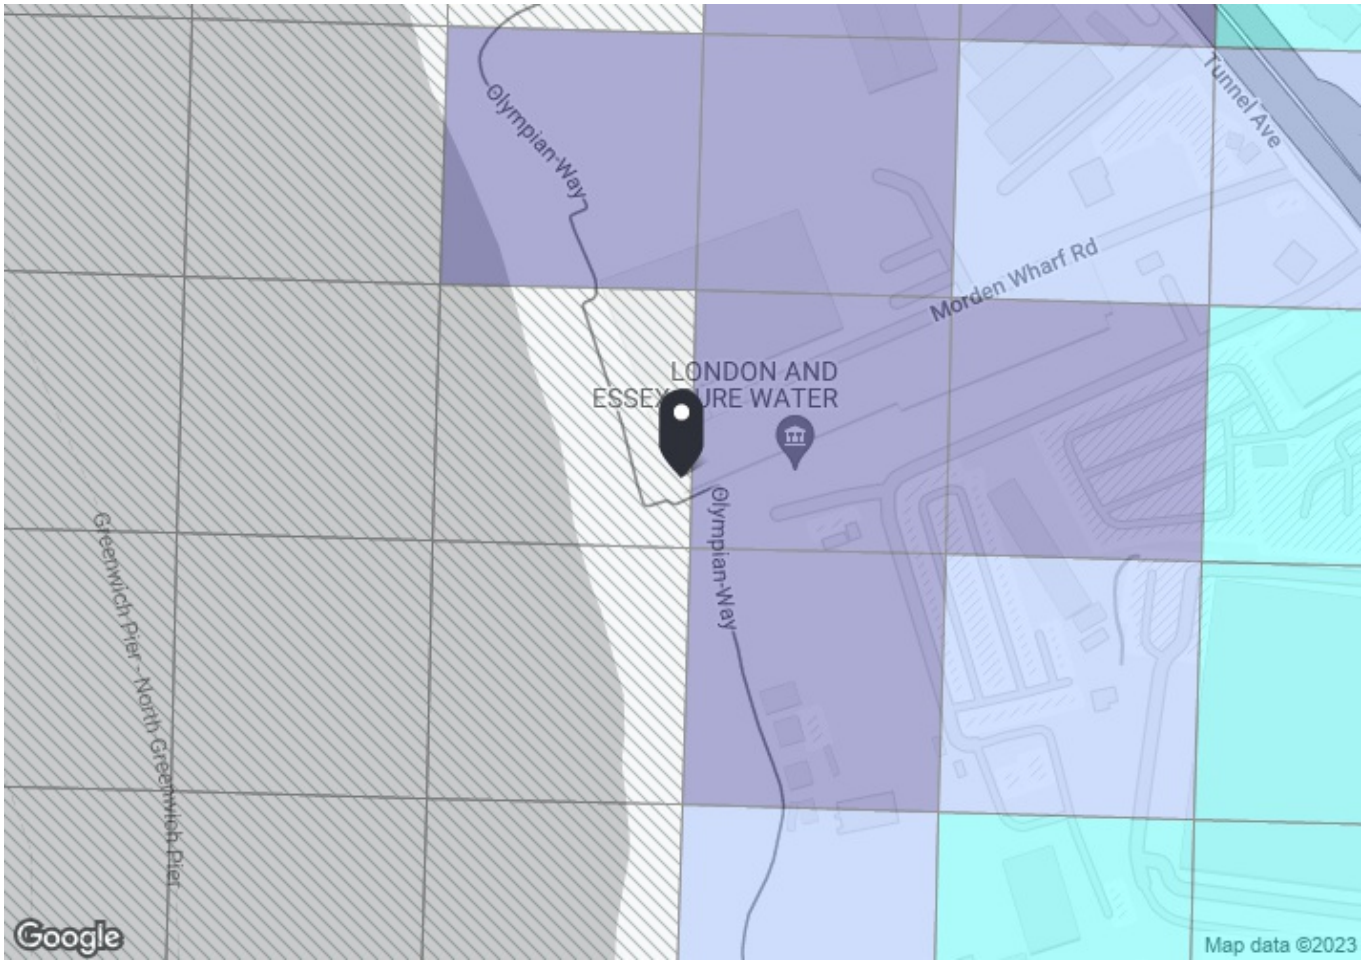 Olympian-Way
Tunnel Ave
Morden Wharf Rd
LONDON AND
ESSEX URE WATER
Olympian-Way
Greenwich Pier - North Greenwich Pier
Google
Map data ©2023